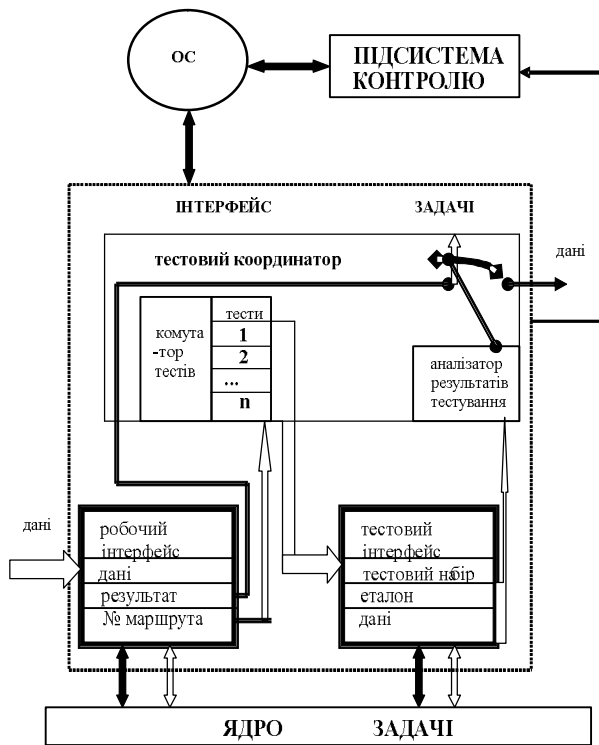 ОС
ПІДСИСТЕМА
КОНТРОЛЮ
ІНТЕРФЕЙС ЗАДАЧІ
тестовий координатор
дані
комута
-тор
тестів
тести
1
2
...
n
аналізатор
результатів
тестування
дані
робочий
інтерфейс
дані
результат
№ маршрута
тестовий
інтерфейс
тестовий набір
еталон
дані
ЯДРО ЗАДАЧІ